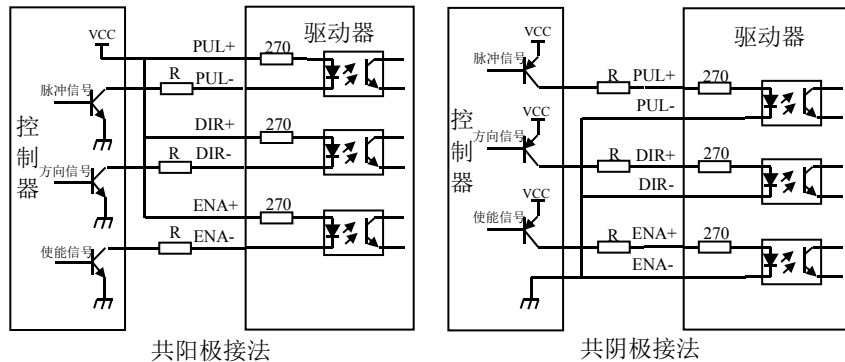 VCC
PUL+
270
驱动器
脉冲信号
R
PUL-
控制器
DIR+
270
方向信号
R
DIR-
ENA+
270
使能信号
R
ENA-
共阳极接法
VCC
驱动器
脉冲信号
R
PUL+
270
PUL-
控制器
VCC
方向信号
R
DIR+
270
DIR-
VCC
使能信号
R
ENA+
270
ENA-
共阴极接法